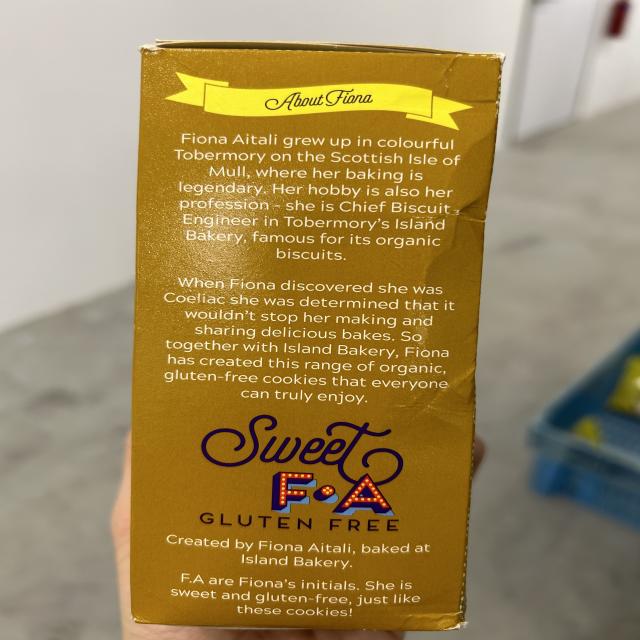 About Fiona
Fiona Aitali grew up in colourful
Tobermory on the Scottish Isle of
Mull, where her baking is
legendary. Her hobby is also her
profession - she is Chief Biscuit
Engineer in Tobermory's Island
Bakery, famous for its organic
biscuits.
When Fiona discovered she was
Coeliac she was determined that it
wouldn't stop her making and
sharing delicious bakes. So
together with Island Bakery, Fiona
has created this range of organic,
gluten-free cookies that everyone
can truly enjoy.
Sweet
F•A
GLUTEN FREE
Created by Fiona Aitali, baked at
Island Bakery.
F.A are Fiona's initials. She is
sweet and gluten-free, just like
these cookies!